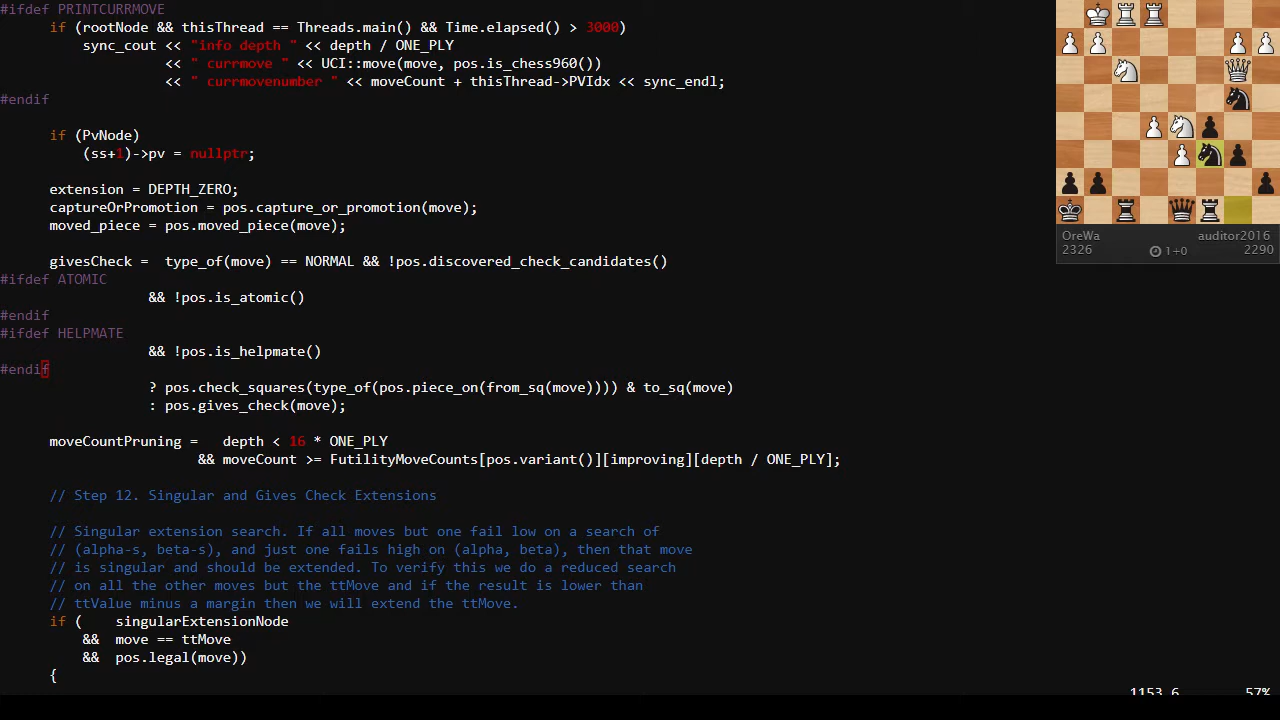 #ifdef PRINTCURRMOVE
if (rootNode && thisThread == Threads.main() && Time.elapsed() > 3000)
sync_cout << "info depth " << depth / ONE_PLY
<< " currmove " << UCI::move(move, pos.is_chess960())
<< " currmovenumber " << moveCount + thisThread->PVIdx << sync_endl;
#endif
if (PvNode)
(ss+1)->pv = nullptr;
extension = DEPTH_ZERO;
captureOrPromotion = pos.capture_or_promotion(move);
moved_piece = pos.moved_piece(move);
givesCheck =  type_of(move) == NORMAL && !pos.discovered_check_candidates()
#ifdef ATOMIC
&& !pos.is_atomic()
#endif
#ifdef HELPMATE
&& !pos.is_helpmate()
#endif
? pos.check_squares(type_of(pos.piece_on(from_sq(move)))) & to_sq(move)
: pos.gives_check(move);
moveCountPruning =   depth < 16 * ONE_PLY
&& moveCount >= FutilityMoveCounts[pos.variant()][improving][depth / ONE_PLY];
// Step 12. Singular and Gives Check Extensions
// Singular extension search. If all moves but one fail low on a search of
// (alpha-s, beta-s), and just one fails high on (alpha, beta), then that move
// is singular and should be extended. To verify this we do a reduced search
// on all the other moves but the ttMove and if the result is lower than
// ttValue minus a margin then we will extend the ttMove.
if (    singularExtensionNode
&&  move == ttMove
&&  pos.legal(move))
{
1153,6 57%
OreWa auditor2016
2326 1+0 2290